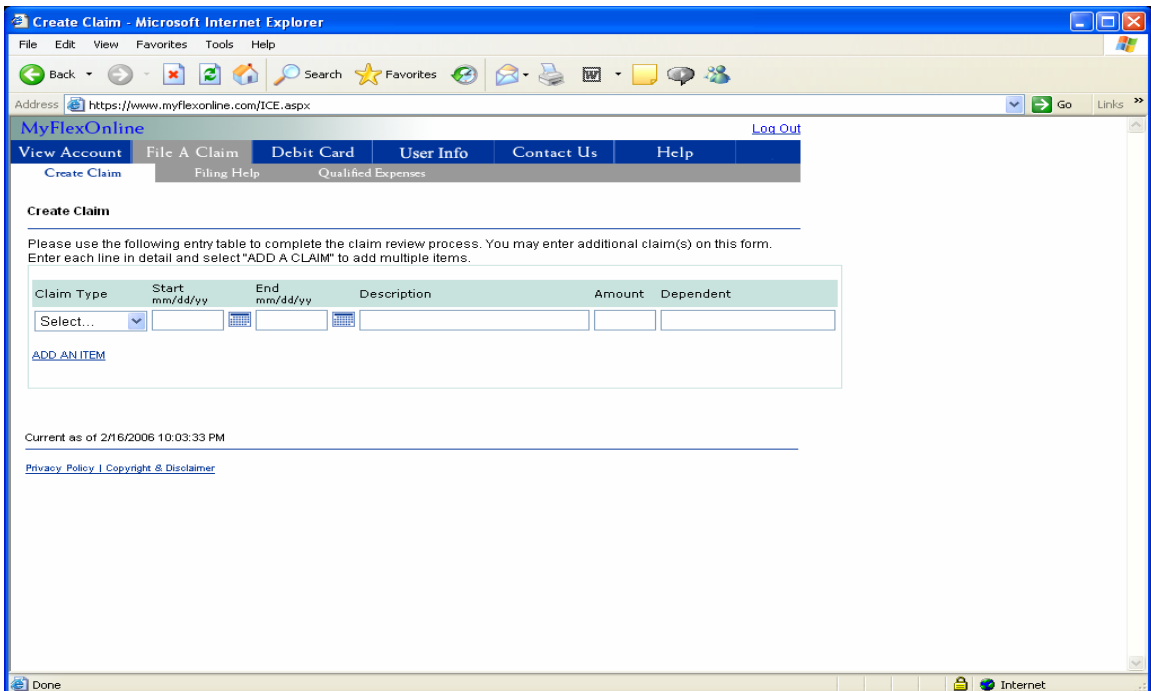 Create Claim - Microsoft Internet Explorer
File Edit View Favorites Tools Help
Back Search Favorites W
Address https://www.myflexonline.com/ICE.aspx Go Links »
MyFlexOnline Log Out
View Account File A Claim Debit Card User Info Contact Us Help
Create Claim Filing Help Qualified Expenses
Create Claim
Please use the following entry table to complete the claim review process. You may enter additional claim(s) on this form.
Enter each line in detail and select "ADD A CLAIM" to add multiple items.
Claim Type Start mm/dd/yy End mm/dd/yy Description Amount Dependent
Select...
ADD AN ITEM
Current as of 2/16/2006 10:03:33 PM
Privacy Policy | Copyright & Disclaimer
Done Internet